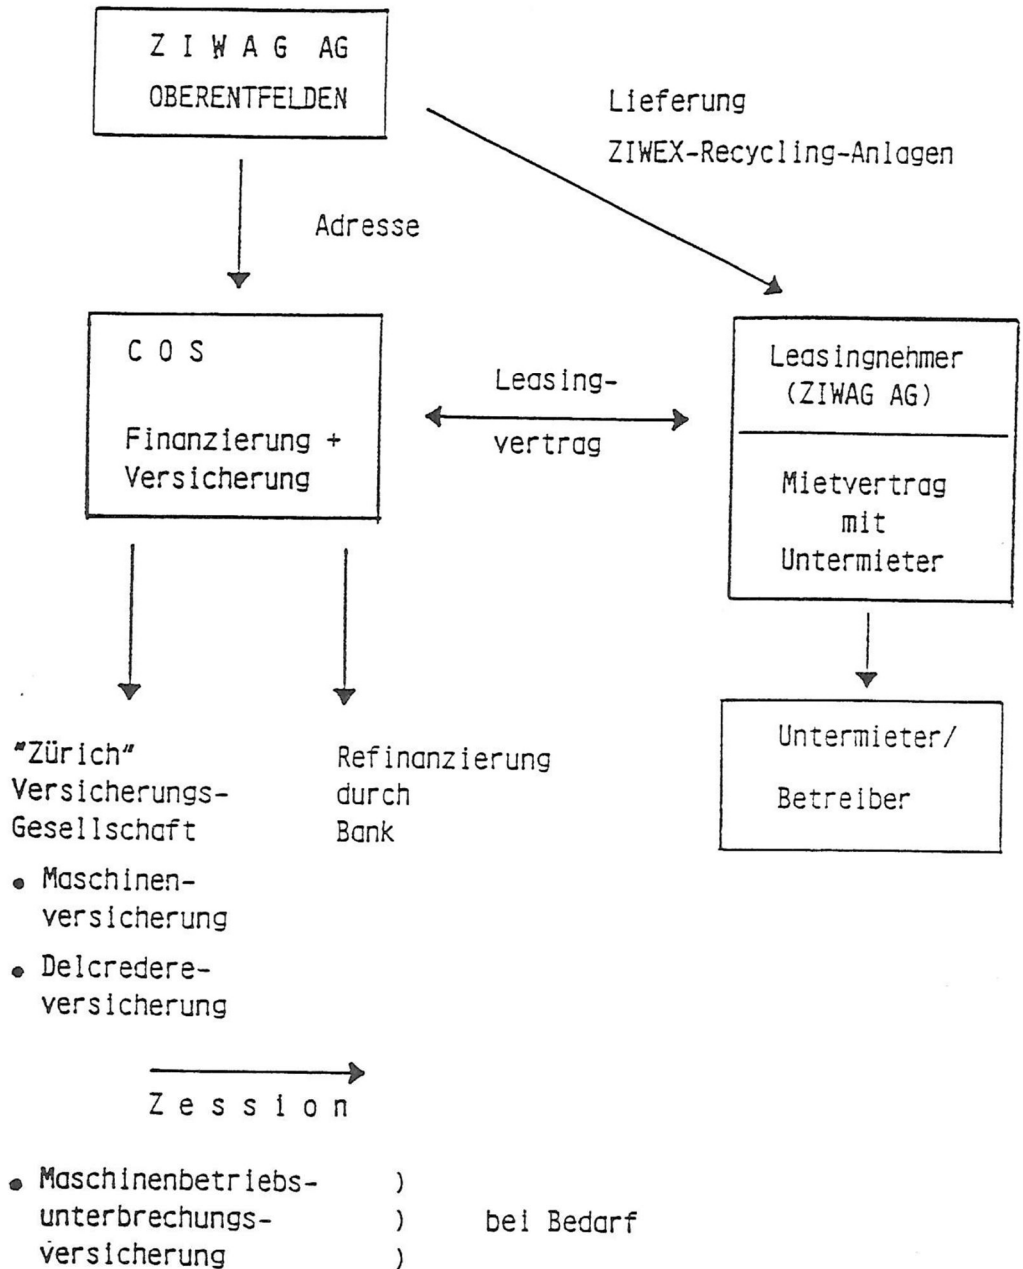 Z I W A G AG
OBERENTFELDEN
Lieferung
ZIWEX-Recycling-Anlagen
Adresse
C O S
Finanzierung +
Versicherung
Leasing-
vertrag
Leasingnehmer
(ZIWAG AG)
Mietvertrag
mit
Untermieter
Untermieter/
Betreiber
"Zürich"
Versicherungs-
Gesellschaft
Refinanzierung
durch
Bank
• Maschinen-
versicherung
• Delcredere-
versicherung
Z e s s i o n
• Maschinenbetriebs- )
unterbrechungs- ) bei Bedarf
versicherung )